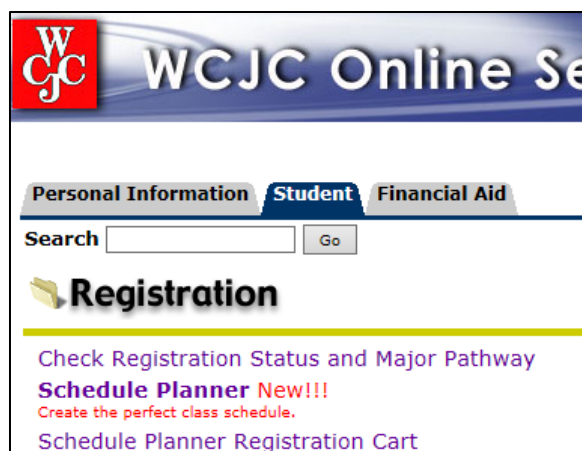 W
CJC
WCJC Online Se
Personal Information Student Financial Aid
Search Go
Registration
Check Registration Status and Major Pathway
Schedule Planner New!!!
Create the perfect class schedule.
Schedule Planner Registration Cart